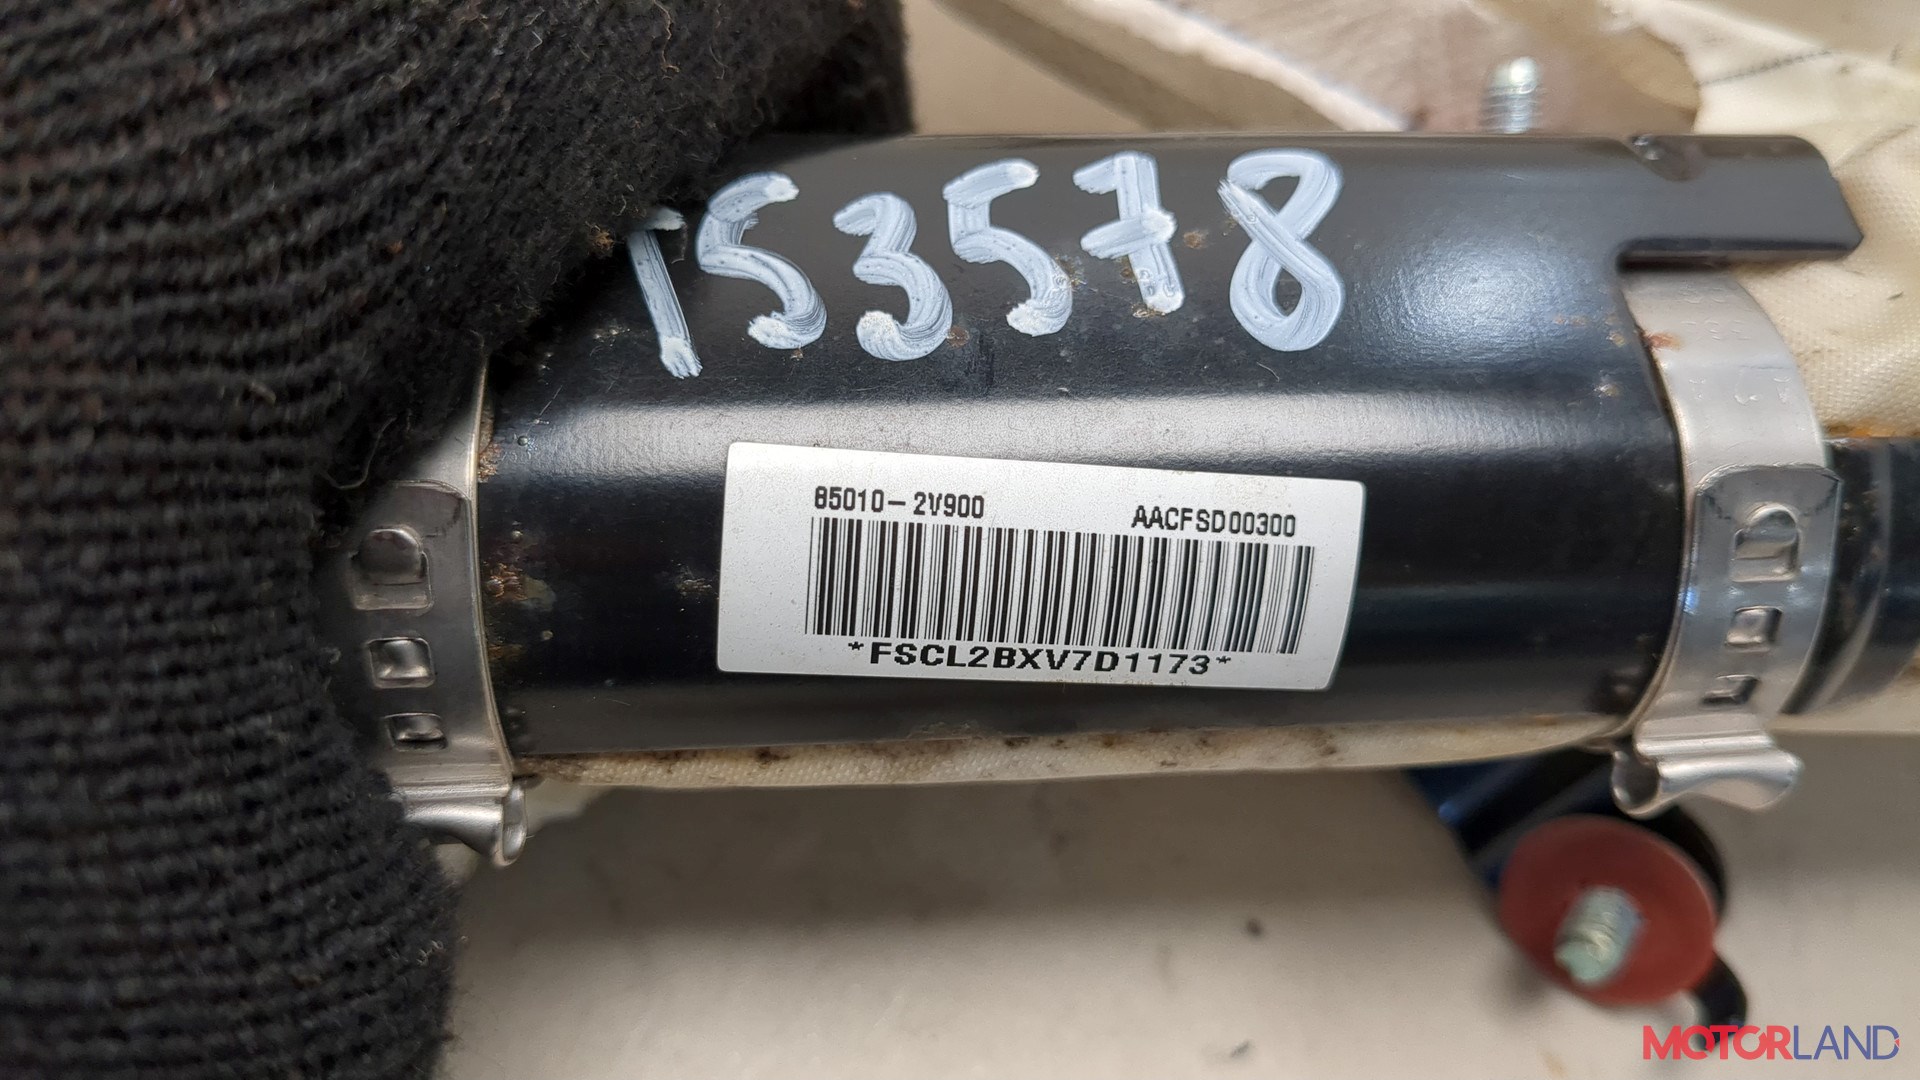 153578
85010-2V900 AACFSD00300
*FSCL2BXV7D1173*
MOTORLAND